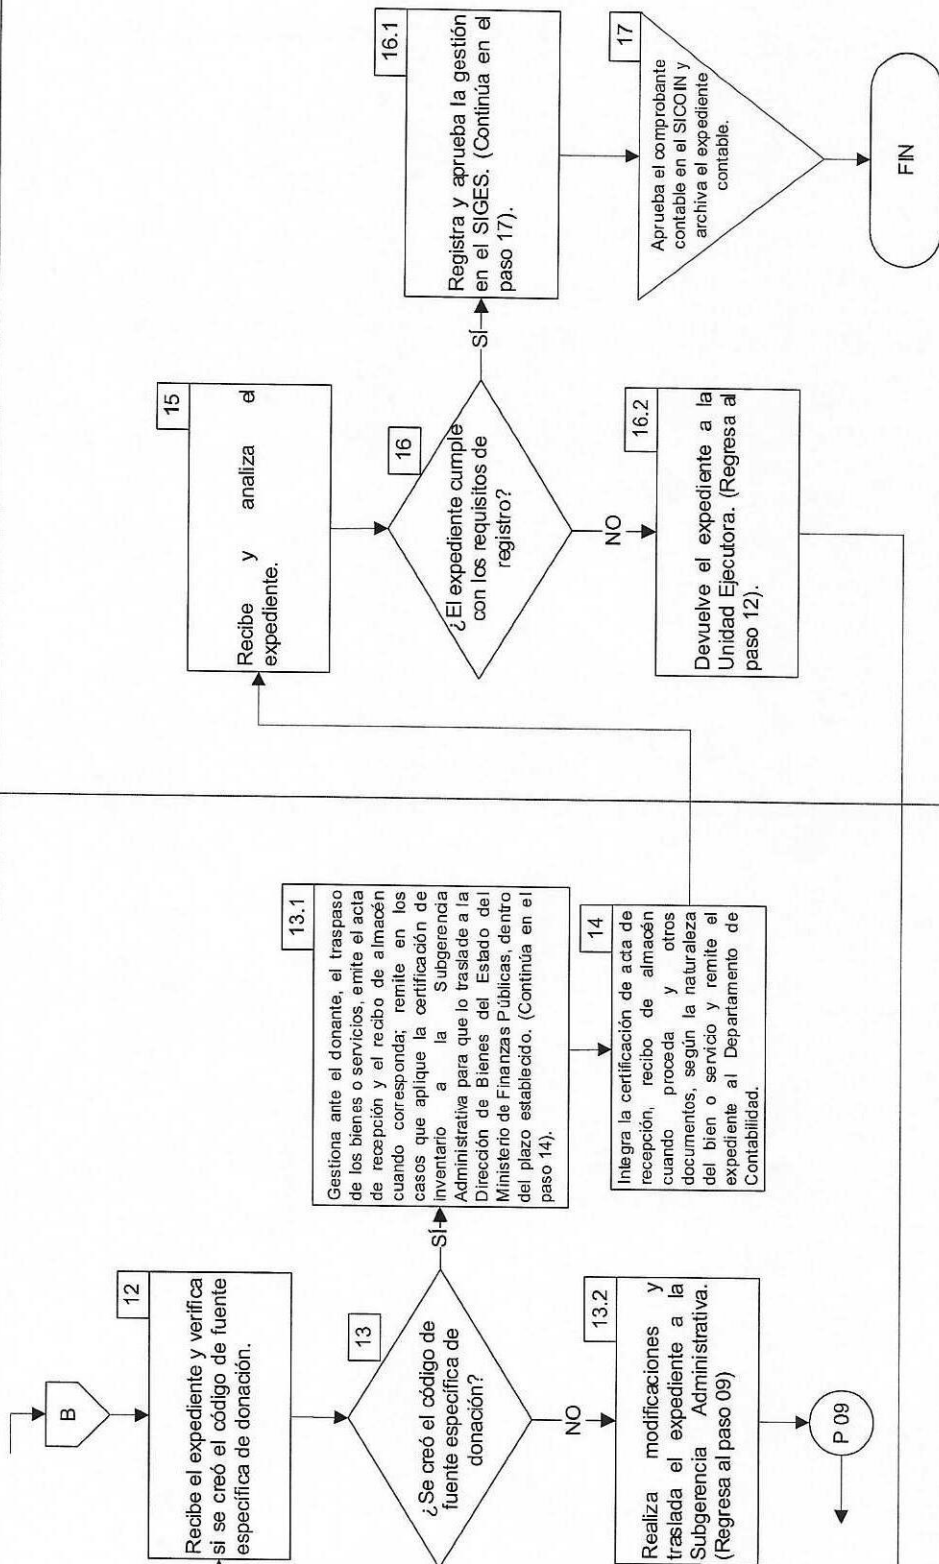 B
12
Recibe el expediente y verifica
si se creó el código de fuente
específica de donación.
13
¿Se creó el código de
fuente específica de
donación?
SÍ
NO
13.1
Gestiona ante el donante, el traspaso
de los bienes o servicios, emite el acta
de recepción y el recibo de almacén
cuando corresponda; remite en los
casos que aplique la certificación de
inventario a la Subgerencia
Administrativa para que lo traslade a la
Dirección de Bienes del Estado del
Ministerio de Finanzas Públicas, dentro
del plazo establecido. (Continúa en el
paso 14).
13.2
Realiza modificaciones y
traslada el expediente a la
Subgerencia Administrativa.
(Regresa al paso 09)
P 09
14
Integra la certificación de acta de
recepción, recibo de almacén
cuando proceda y otros
documentos, según la naturaleza
del bien o servicio y remite el
expediente al Departamento de
Contabilidad.
15
Recibe y analiza el
expediente.
16
¿El expediente cumple
con los requisitos de
registro?
SÍ
NO
16.1
Registra y aprueba la gestión
en el SIGES. (Continúa en el
paso 17).
16.2
Devuelve el expediente a la
Unidad Ejecutora. (Regresa al
paso 12).
17
Aprueba el comprobante
contable en el SICOIN y
archiva el expediente
contable.
FIN